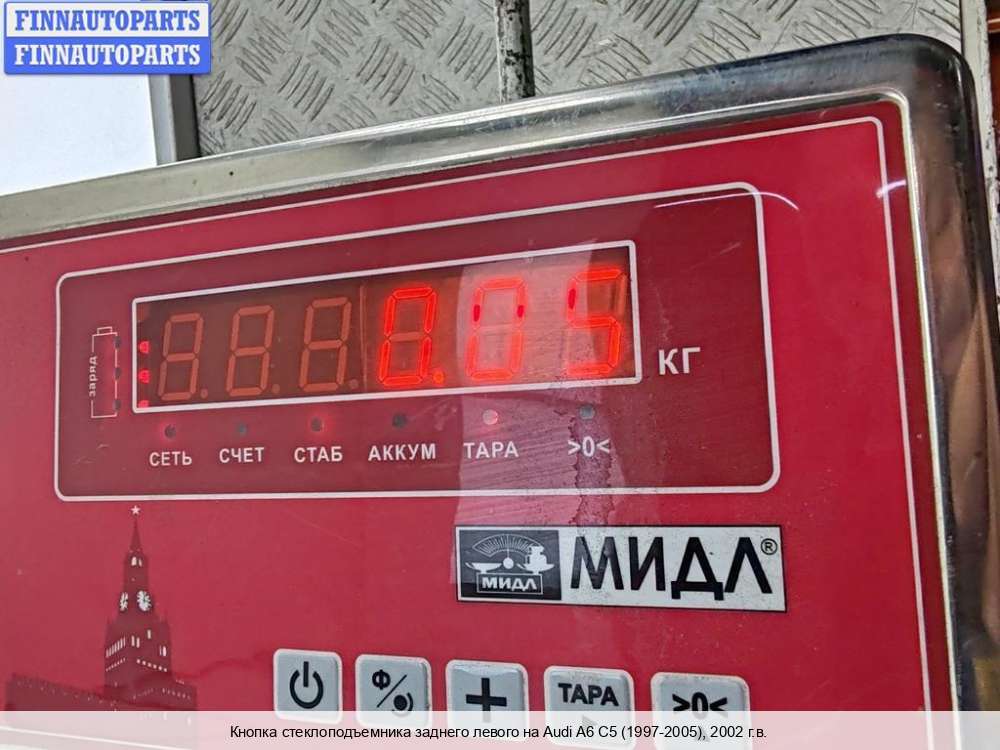 FINNAUTOPARTS
FINNAUTOPARTS
заряд
0.05
КГ
СЕТЬ СЧЕТ СТАБ АККУМ ТАРА >0<
МИДЛ
МИДЛ®
Ф/
+
ТАРА
>0<
Кнопка стеклоподъемника заднего левого на Audi A6 C5 (1997-2005), 2002 г.в.